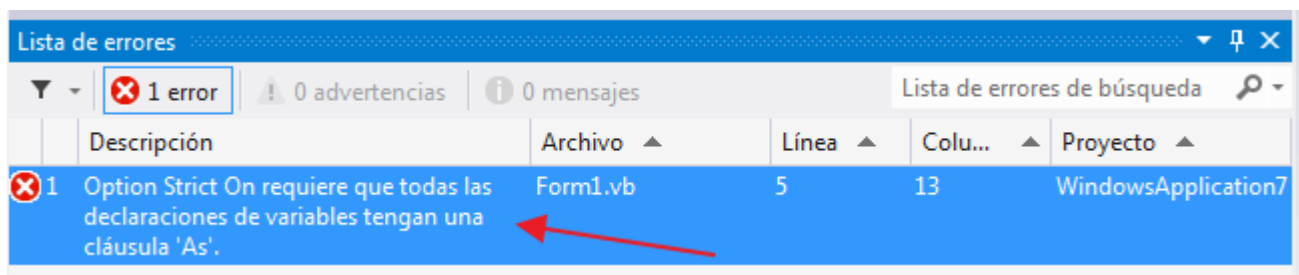 Lista de errores
1 error 0 advertencias 0 mensajes Lista de errores de búsqueda
Descripción Archivo Línea Colu... Proyecto
1 Option Strict On requiere que todas las Form1.vb 5 13 WindowsApplication7
declaraciones de variables tengan una
cláusula 'As'.